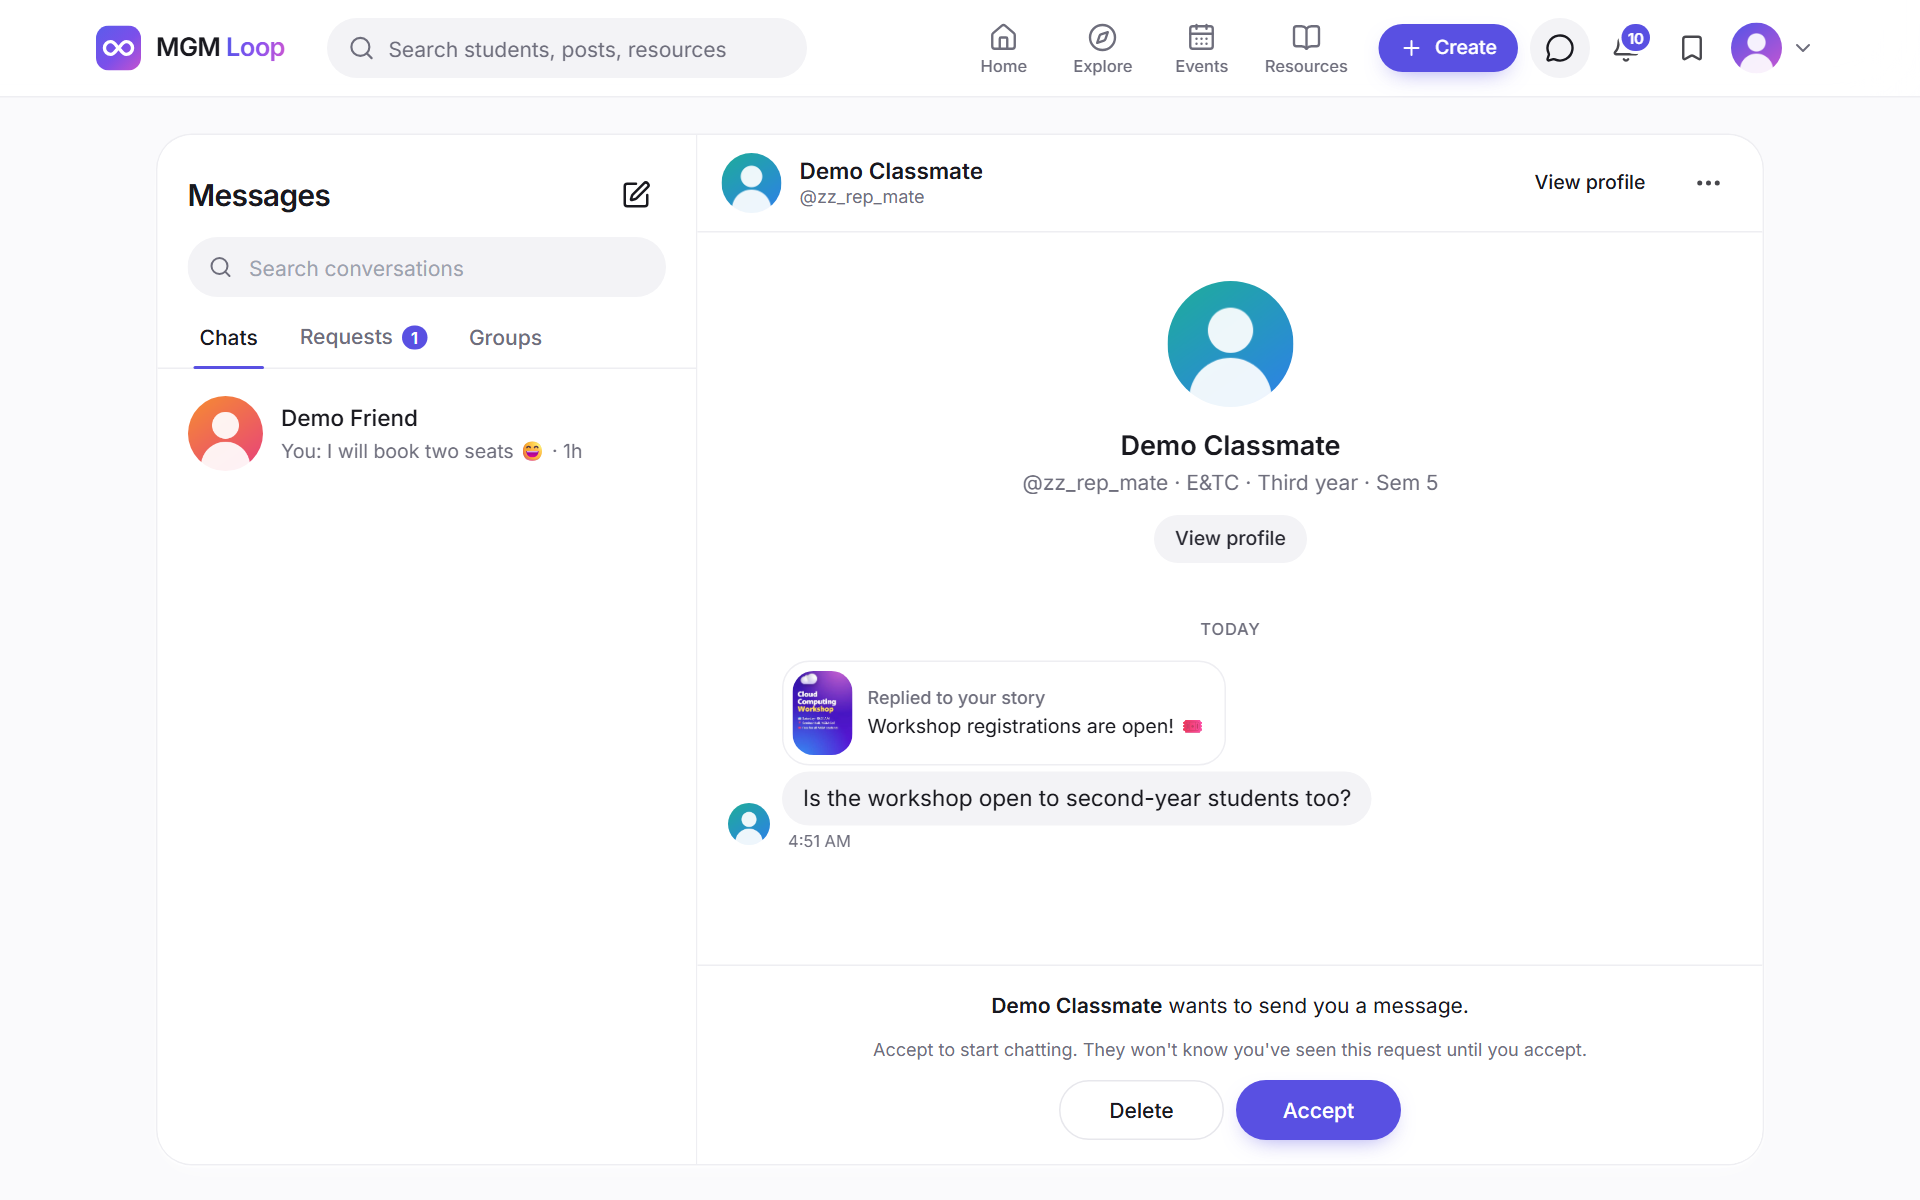 MGM Loop
Search students, posts, resources
Home
Explore
Events
Resources
+ Create
10
Messages
Search conversations
Chats
Requests 1
Groups
Demo Friend
You: I will book two seats 😄 · 1h
Demo Classmate
@zz_rep_mate
View profile
Demo Classmate
@zz_rep_mate · E&TC · Third year · Sem 5
View profile
TODAY
Cloud
Computing
Workshop
Replied to your story
Workshop registrations are open! 🎟️
Is the workshop open to second-year students too?
4:51 AM
Demo Classmate wants to send you a message.
Accept to start chatting. They won't know you've seen this request until you accept.
Delete
Accept